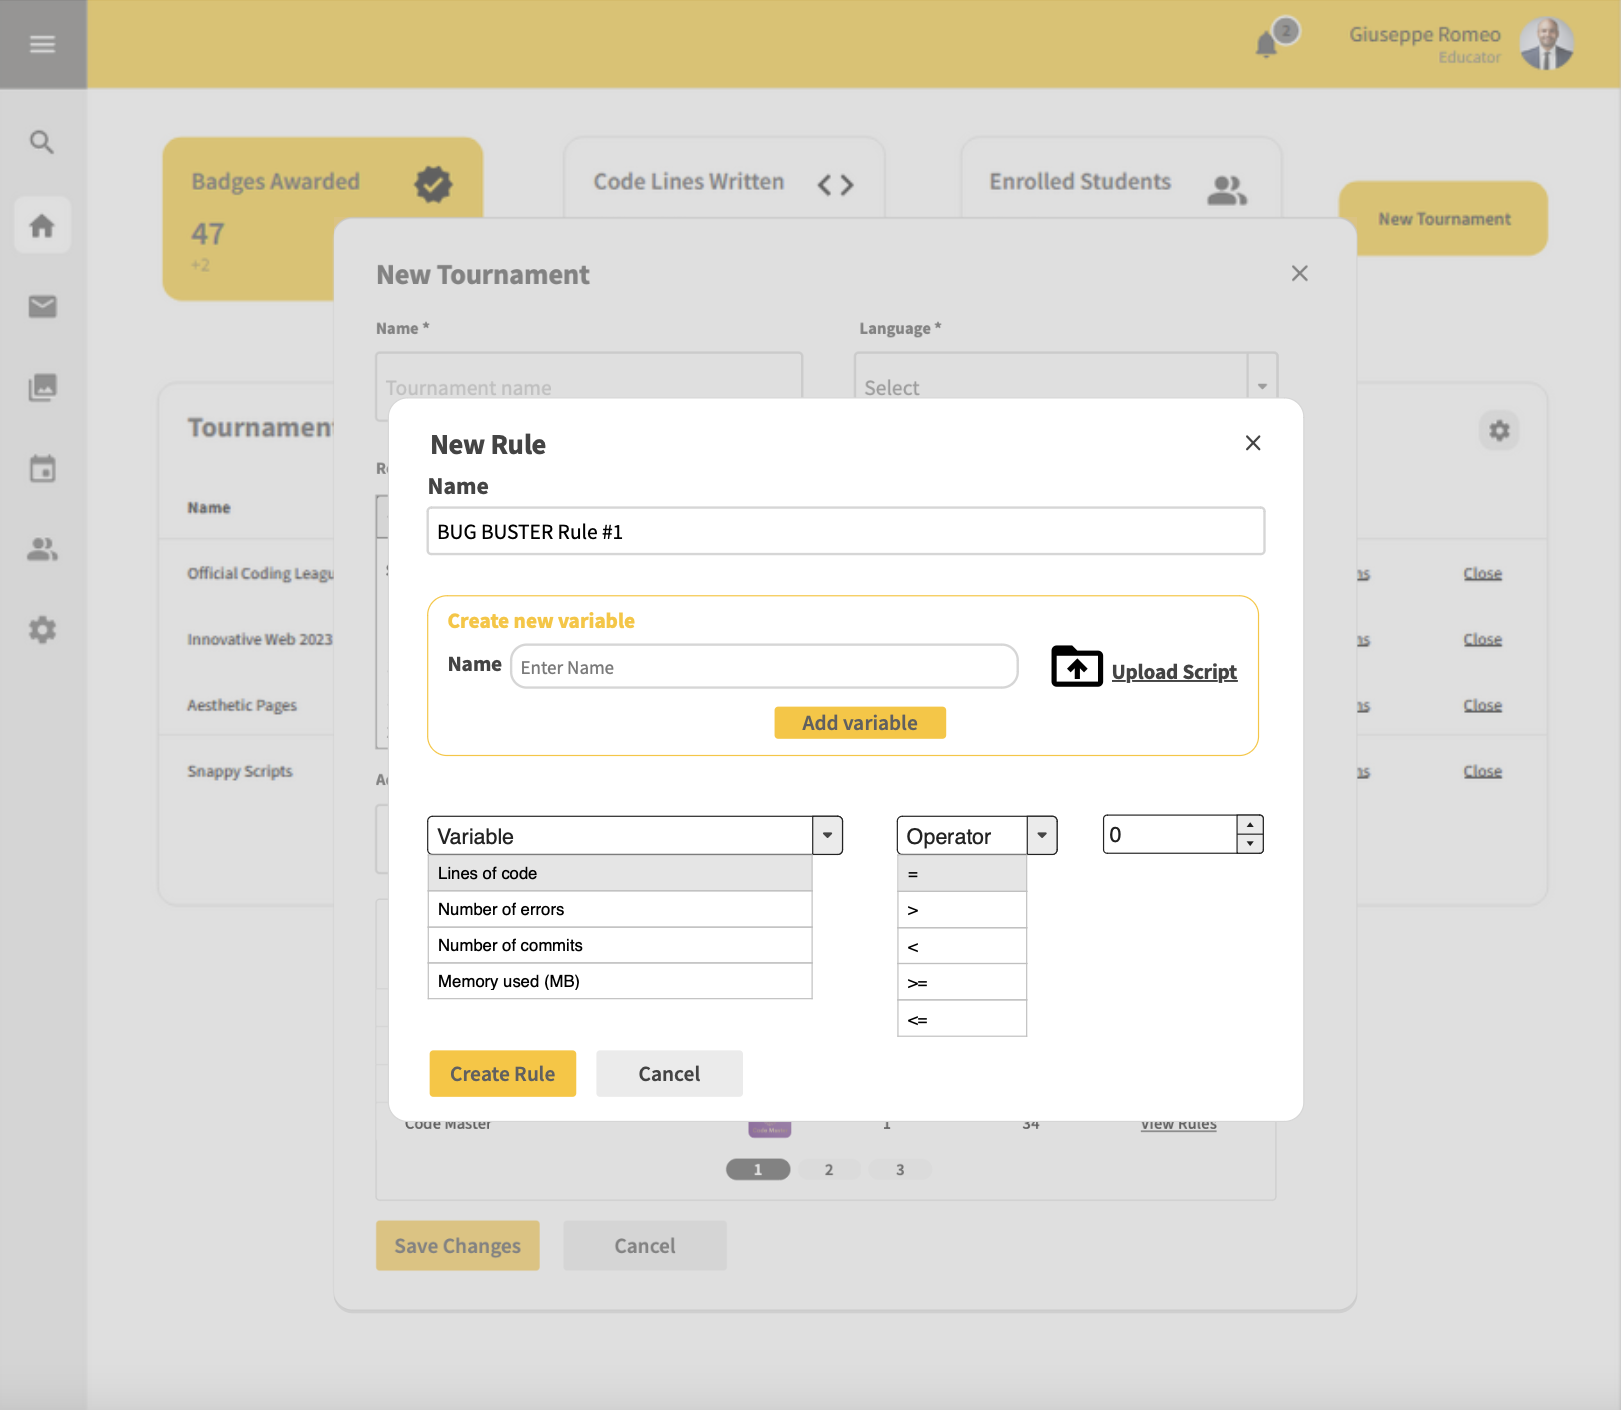 2
Giuseppe Romeo
Educator
Badges Awarded
47
+2
Code Lines Written
Enrolled Students
New Tournament
New Tournament
Name *
Language *
Tournament name
Select
Tournamen
Name
Official Coding Leagu
Innovative Web 2023
Aesthetic Pages
Snappy Scripts
Close
Close
Close
Close
New Rule
Name
BUG BUSTER Rule #1
Create new variable
Name
Enter Name
Upload Script
Add variable
Variable
Lines of code
Number of errors
Number of commits
Memory used (MB)
Operator
=
>
<
>=
<=
0
Create Rule
Cancel
Code Master 1 34 View Rules
1 2 3
Save Changes
Cancel